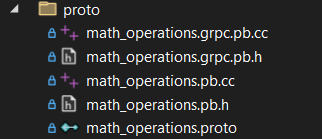 proto
math_operations.grpc.pb.cc
math_operations.grpc.pb.h
math_operations.pb.cc
math_operations.pb.h
math_operations.proto